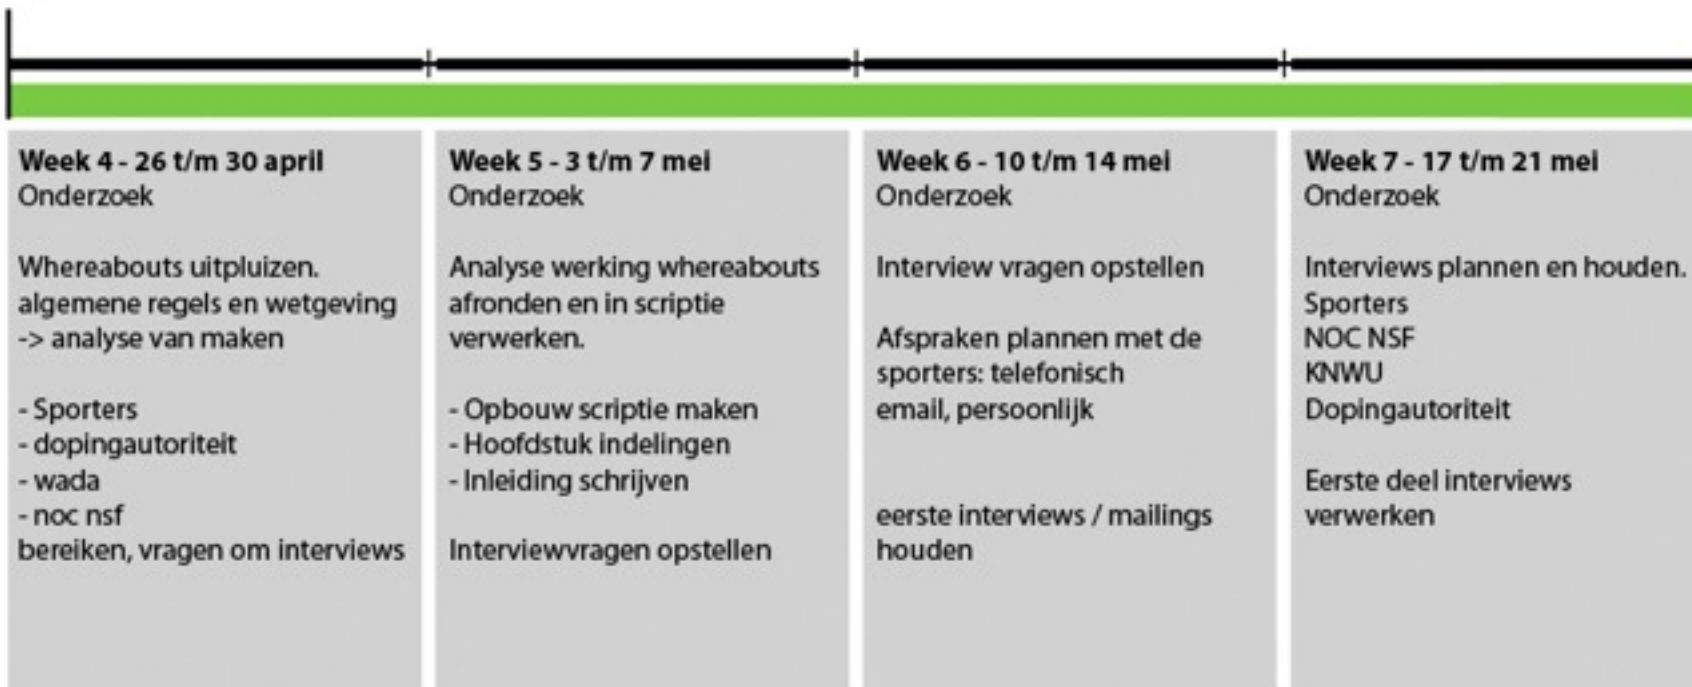 Week 4 - 26 t/m 30 april
Onderzoek
Whereabouts uitpluizen.
algemene regels en wetgeving
-> analyse van maken
- Sporters
- dopingautoriteit
- wada
- noc nsf
bereiken, vragen om interviews
Week 5 - 3 t/m 7 mei
Onderzoek
Analyse werking whereabouts
afronden en in scriptie
verwerken.
- Opbouw scriptie maken
- Hoofdstuk indelingen
- Inleiding schrijven
Interviewvragen opstellen
Week 6 - 10 t/m 14 mei
Onderzoek
Interview vragen opstellen
Afspraken plannen met de
sporters: telefonisch
email, persoonlijk
eerste interviews / mailings
houden
Week 7 - 17 t/m 21 mei
Onderzoek
Interviews plannen en houden.
Sporters
NOC NSF
KNWU
Dopingautoriteit
Eerste deel interviews
verwerken